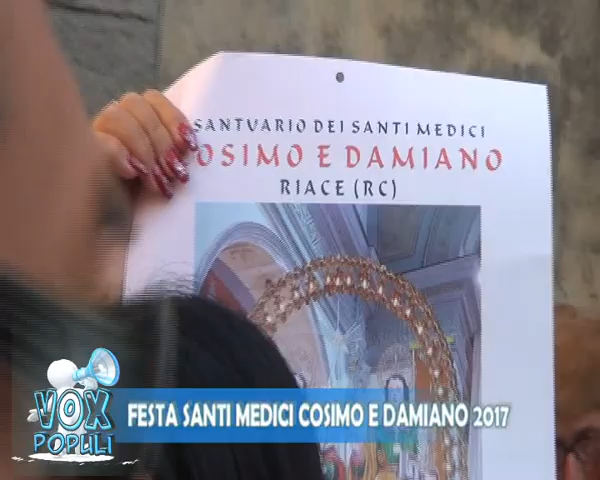 SANTUARIO DEI SANTI MEDICI
OSIMO E DAMIANO
RIACE (RC)
VOX
POPULI
FESTA SANTI MEDICI COSIMO E DAMIANO 2017